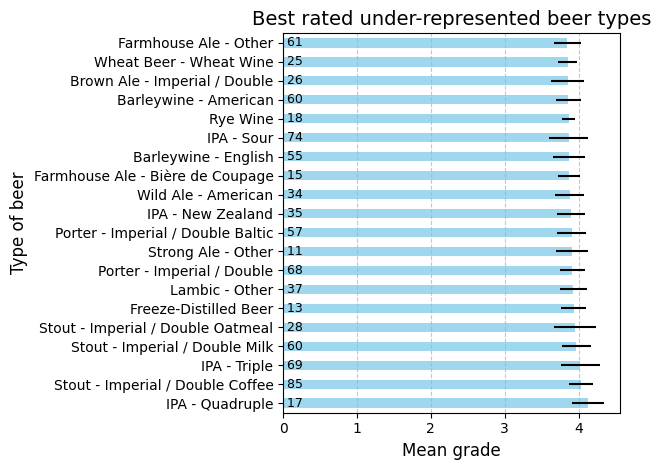 Best rated under-represented beer types
Type of beer
Farmhouse Ale - Other 61
Wheat Beer - Wheat Wine 25
Brown Ale - Imperial / Double 26
Barleywine - American 60
Rye Wine 18
IPA - Sour 74
Barleywine - English 55
Farmhouse Ale - Bière de Coupage 15
Wild Ale - American 34
IPA - New Zealand 35
Porter - Imperial / Double Baltic 57
Strong Ale - Other 11
Porter - Imperial / Double 68
Lambic - Other 37
Freeze-Distilled Beer 13
Stout - Imperial / Double Oatmeal 28
Stout - Imperial / Double Milk 60
IPA - Triple 69
Stout - Imperial / Double Coffee 85
IPA - Quadruple 17
0 1 2 3 4
Mean grade